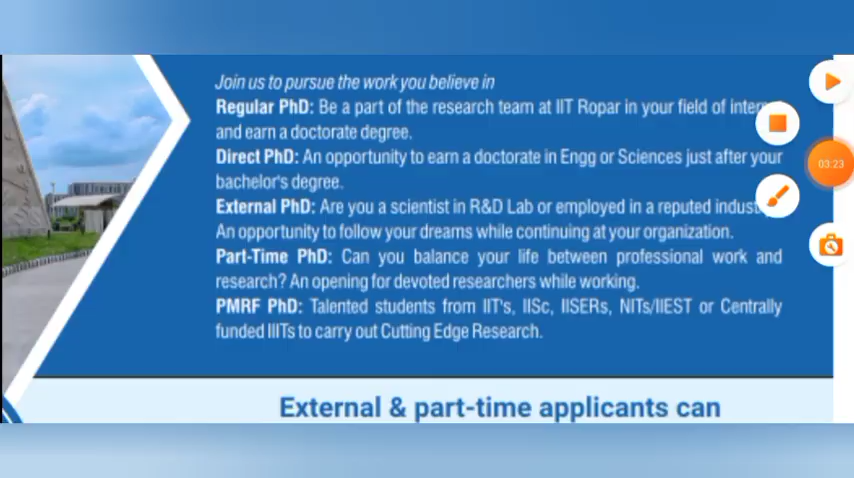 Join us to pursue the work you believe in
Regular PhD: Be a part of the research team at IIT Ropar in your field of
and earn a doctorate degree.
Direct PhD: An opportunity to earn a doctorate in Engg or Sciences just after your
bachelor's degree.
External PhD: Are you a scientist in R&D Lab or employed in a reputed
An opportunity to follow your dreams while continuing at your organization.
Part-Time PhD: Can you balance your life between professional work and
research? An opening for devoted researchers while working.
PMRF PhD: Talented students from IIT's, IISc, IISERs, NITs/IIEST or Centrally
funded IIITs to carry out Cutting Edge Research.
External & part-time applicants can
03:23